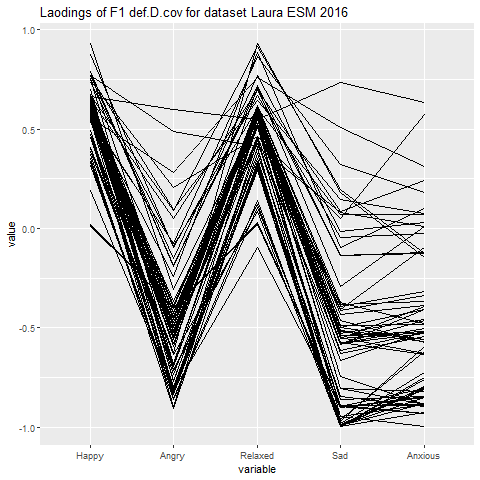 Laodings of F1 def.D.cov for dataset Laura ESM 2016
1.0
0.5
0.0
-0.5
-1.0
value
Happy Angry Relaxed Sad Anxious
variable